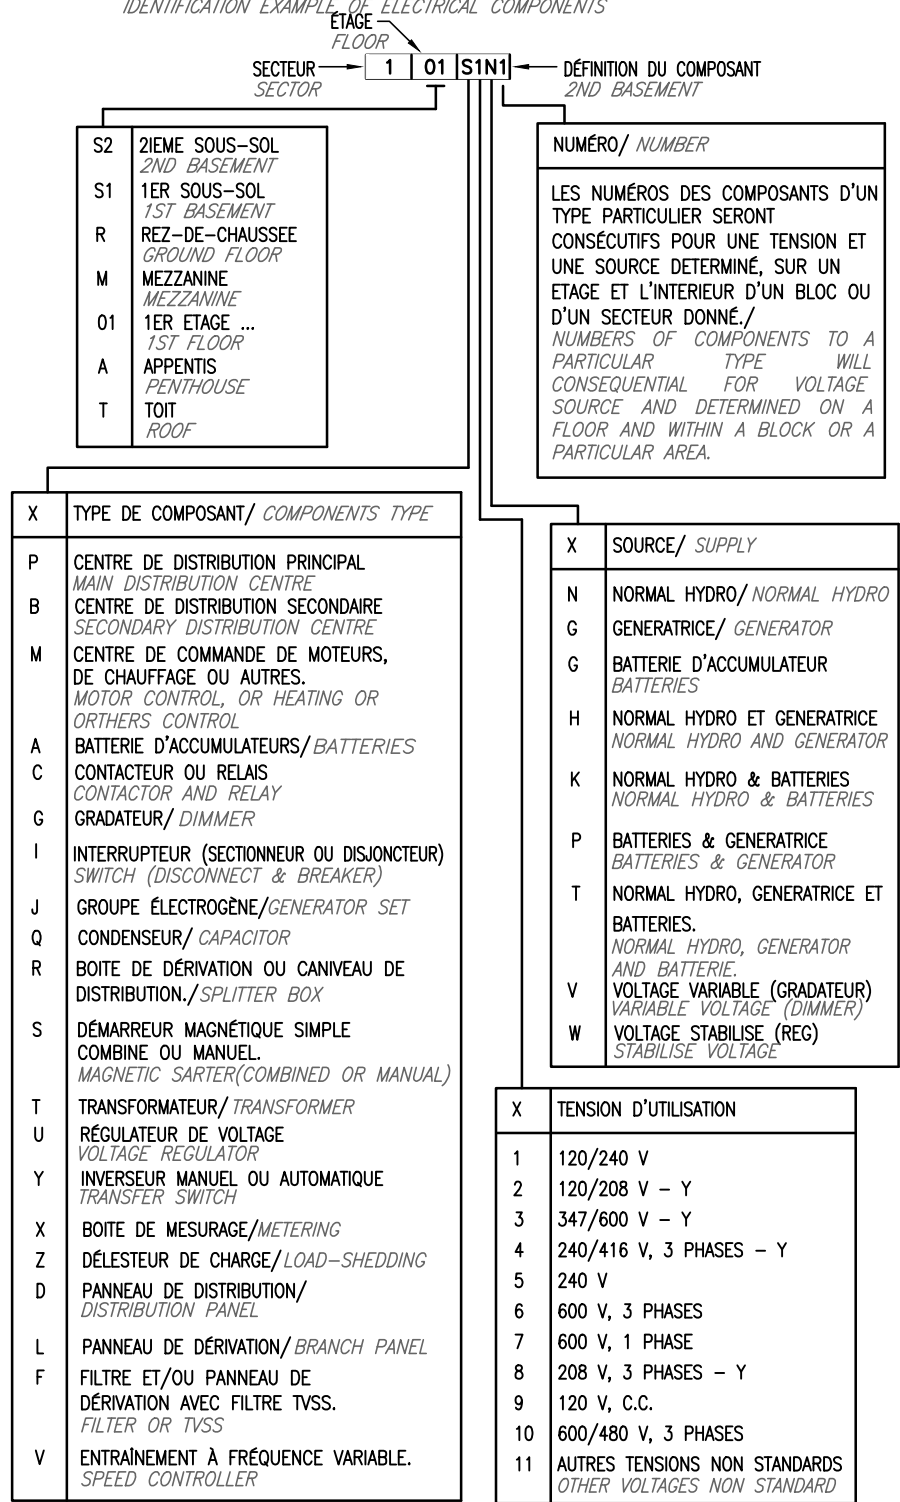 IDENTIFICATION EXAMPLE OF ELECTRICAL COMPONENTS
ÉTAGE
FLOOR
SECTEUR
SECTOR
1 01 S1N1
DÉFINITION DU COMPOSANT
2ND BASEMENT
S2 2IEME SOUS-SOL
2ND BASEMENT
S1 1ER SOUS-SOL
1ST BASEMENT
R REZ-DE-CHAUSSEE
GROUND FLOOR
M MEZZANINE
MEZZANINE
01 1ER ETAGE ...
1ST FLOOR
A APPENTIS
PENTHOUSE
T TOIT
ROOF
NUMÉRO/ NUMBER
LES NUMÉROS DES COMPOSANTS D'UN
TYPE PARTICULIER SERONT
CONSÉCUTIFS POUR UNE TENSION ET
UNE SOURCE DETERMINÉ, SUR UN
ETAGE ET L'INTERIEUR D'UN BLOC OU
D'UN SECTEUR DONNÉ./
NUMBERS OF COMPONENTS TO A
PARTICULAR TYPE WILL
CONSEQUENTIAL FOR VOLTAGE
SOURCE AND DETERMINED ON A
FLOOR AND WITHIN A BLOCK OR A
PARTICULAR AREA.
X TYPE DE COMPOSANT/ COMPONENTS TYPE
P CENTRE DE DISTRIBUTION PRINCIPAL
MAIN DISTRIBUTION CENTRE
B CENTRE DE DISTRIBUTION SECONDAIRE
SECONDARY DISTRIBUTION CENTRE
M CENTRE DE COMMANDE DE MOTEURS,
DE CHAUFFAGE OU AUTRES.
MOTOR CONTROL, OR HEATING OR
ORTHERS CONTROL
A BATTERIE D'ACCUMULATEURS/ BATTERIES
C CONTACTEUR OU RELAIS
CONTACTOR AND RELAY
G GRADATEUR/ DIMMER
I INTERRUPTEUR (SECTIONNEUR OU DISJONCTEUR)
SWITCH (DISCONNECT & BREAKER)
J GROUPE ÉLECTROGÈNE/GENERATOR SET
Q CONDENSEUR/ CAPACITOR
R BOITE DE DÉRIVATION OU CANIVEAU DE
DISTRIBUTION./SPLITTER BOX
S DÉMARREUR MAGNÉTIQUE SIMPLE
COMBINE OU MANUEL.
MAGNETIC SARTER(COMBINED OR MANUAL)
T TRANSFORMATEUR/ TRANSFORMER
U RÉGULATEUR DE VOLTAGE
VOLTAGE REGULATOR
Y INVERSEUR MANUEL OU AUTOMATIQUE
TRANSFER SWITCH
X BOITE DE MESURAGE/METERING
Z DÉLESTEUR DE CHARGE/LOAD-SHEDDING
D PANNEAU DE DISTRIBUTION/
DISTRIBUTION PANEL
L PANNEAU DE DÉRIVATION/ BRANCH PANEL
F FILTRE ET/OU PANNEAU DE
DÉRIVATION AVEC FILTRE TVSS.
FILTER OR TVSS
V ENTRAÎNEMENT À FRÉQUENCE VARIABLE.
SPEED CONTROLLER
X SOURCE/ SUPPLY
N NORMAL HYDRO/ NORMAL HYDRO
G GENERATRICE/ GENERATOR
G BATTERIE D'ACCUMULATEUR
BATTERIES
H NORMAL HYDRO ET GENERATRICE
NORMAL HYDRO AND GENERATOR
K NORMAL HYDRO & BATTERIES
NORMAL HYDRO & BATTERIES
P BATTERIES & GENERATRICE
BATTERIES & GENERATOR
T NORMAL HYDRO, GENERATRICE ET
BATTERIES.
NORMAL HYDRO, GENERATOR
AND BATTERIE.
V VOLTAGE VARIABLE (GRADATEUR)
VARIABLE VOLTAGE (DIMMER)
W VOLTAGE STABILISE (REG)
STABILISE VOLTAGE
X TENSION D'UTILISATION
1 120/240 V
2 120/208 V - Y
3 347/600 V - Y
4 240/416 V, 3 PHASES - Y
5 240 V
6 600 V, 3 PHASES
7 600 V, 1 PHASE
8 208 V, 3 PHASES - Y
9 120 V, C.C.
10 600/480 V, 3 PHASES
11 AUTRES TENSIONS NON STANDARDS
OTHER VOLTAGES NON STANDARD